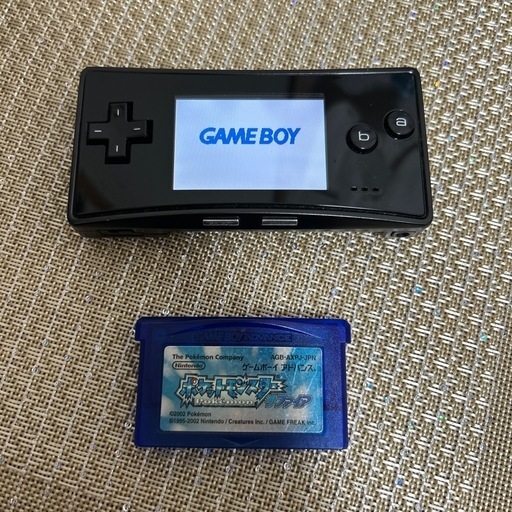 GAME BOY
b
a
The Pokémon Company
AGB-AXPJ-JPN
Nintendo
ゲームボーイ アドバンス
ポケットモンスター
サファイア
©2002 Pokémon
©1995-2002 Nintendo / Creatures Inc. / GAME FREAK inc.